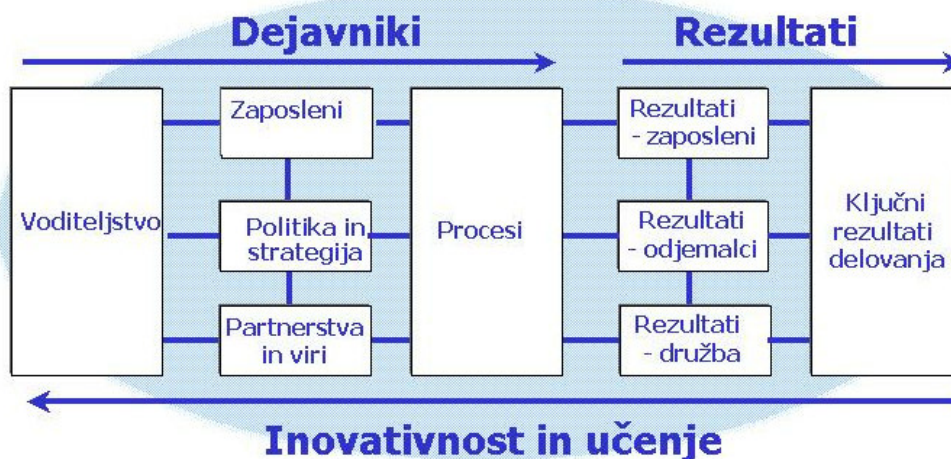 Dejavniki
Rezultati
Voditeljstvo
Zaposleni
Politika in
strategija
Partnerstva
in viri
Procesi
Rezultati
- zaposleni
Rezultati
- odjemalci
Rezultati
- družba
Ključni
rezultati
delovanja
Inovativnost in učenje